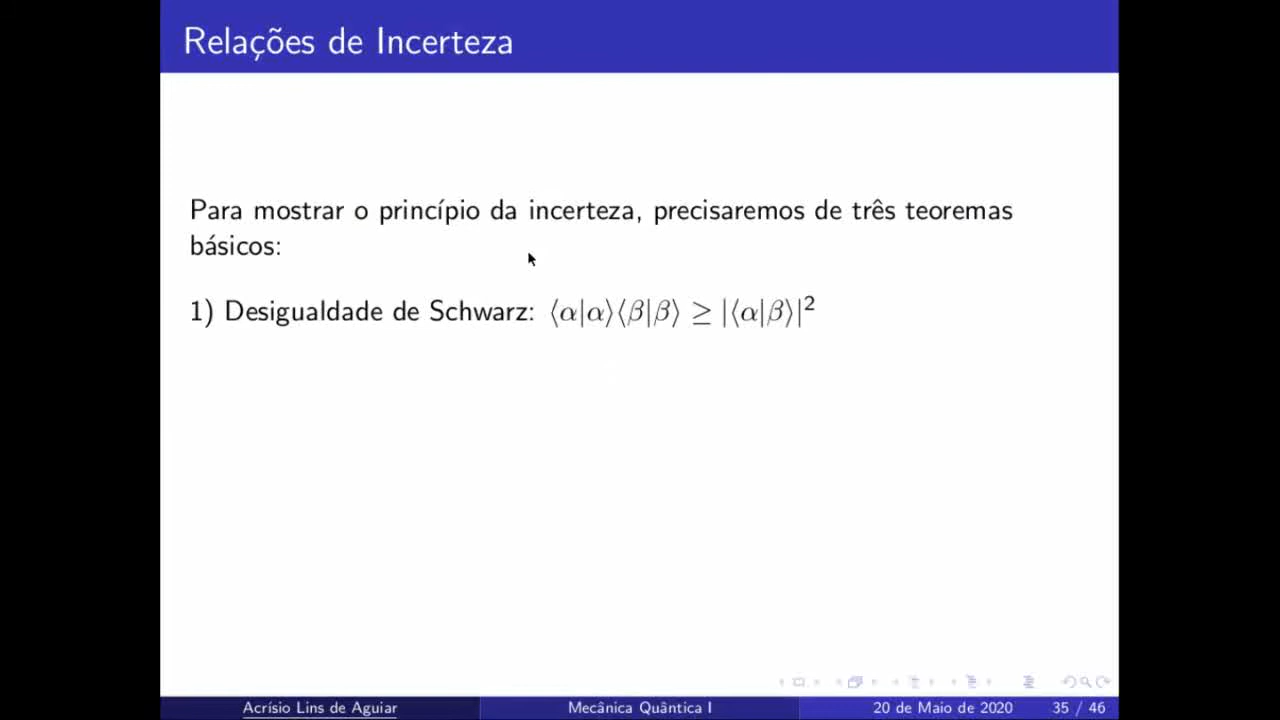 Relações de Incerteza
Para mostrar o princípio da incerteza, precisaremos de três teoremas
básicos:
1) Desigualdade de Schwarz: ⟨α|α⟩⟨β|β⟩ ≥ |⟨α|β⟩|²
Acrísio Lins de Aguiar Mecânica Quântica I 20 de Maio de 2020 35 / 46